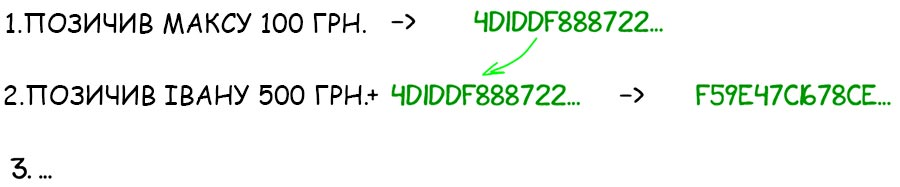 1.ПОЗИЧИВ МАКСУ 100 ГРН. -> 4D1DDF888722...
2.ПОЗИЧИВ ІВАНУ 500 ГРН.+ 4D1DDF888722... -> F59E47C1678CE...
3. ...